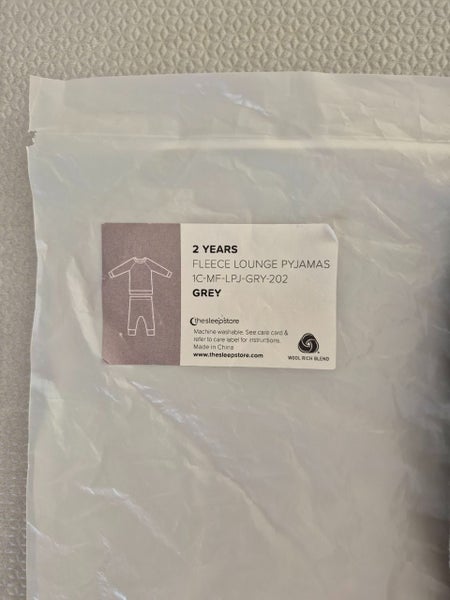 2 YEARS
FLEECE LOUNGE PYJAMAS
1C-MF-LPJ-GRY-202
GREY
thesleepstore
Machine washable. See care card &
refer to care label for instructions.
Made in China
www.thesleepstore.com
WOOL RICH BLEND